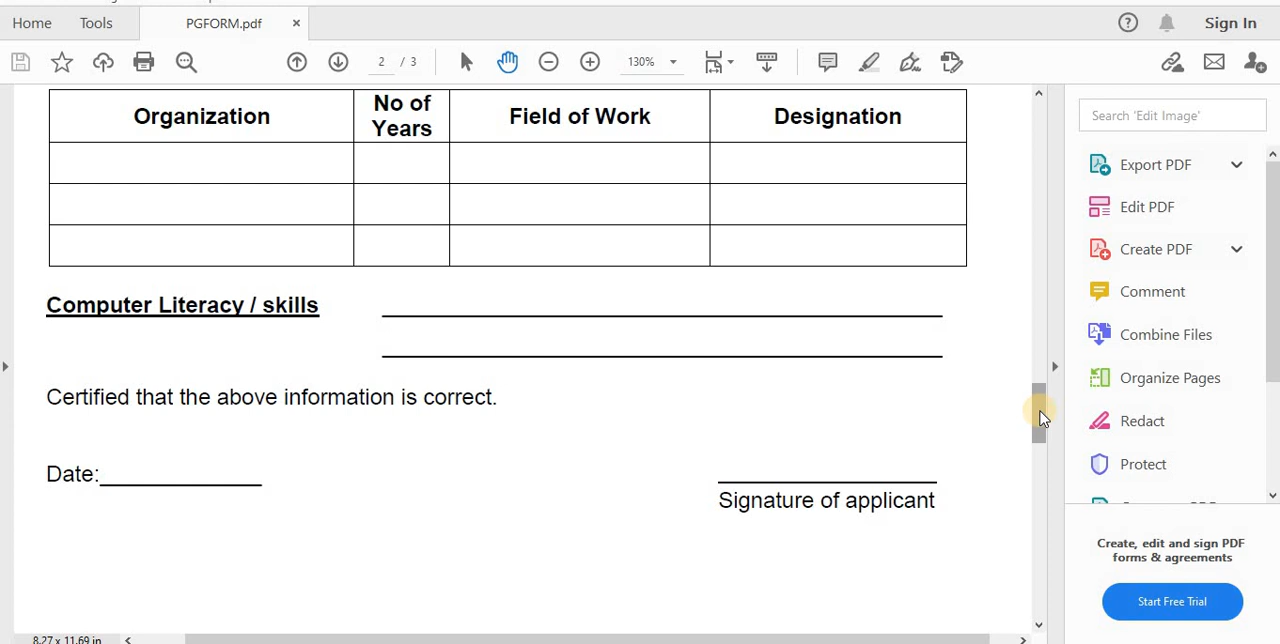 Home Tools PGFORM.pdf × Sign In
2 / 3 130%
Organization No of Years Field of Work Designation
Computer Literacy / skills
Certified that the above information is correct.
Date:
Signature of applicant
8.27 x 11.69 in
Search 'Edit Image'
Export PDF
Edit PDF
Create PDF
Comment
Combine Files
Organize Pages
Redact
Protect
Create, edit and sign PDF
forms & agreements
Start Free Trial